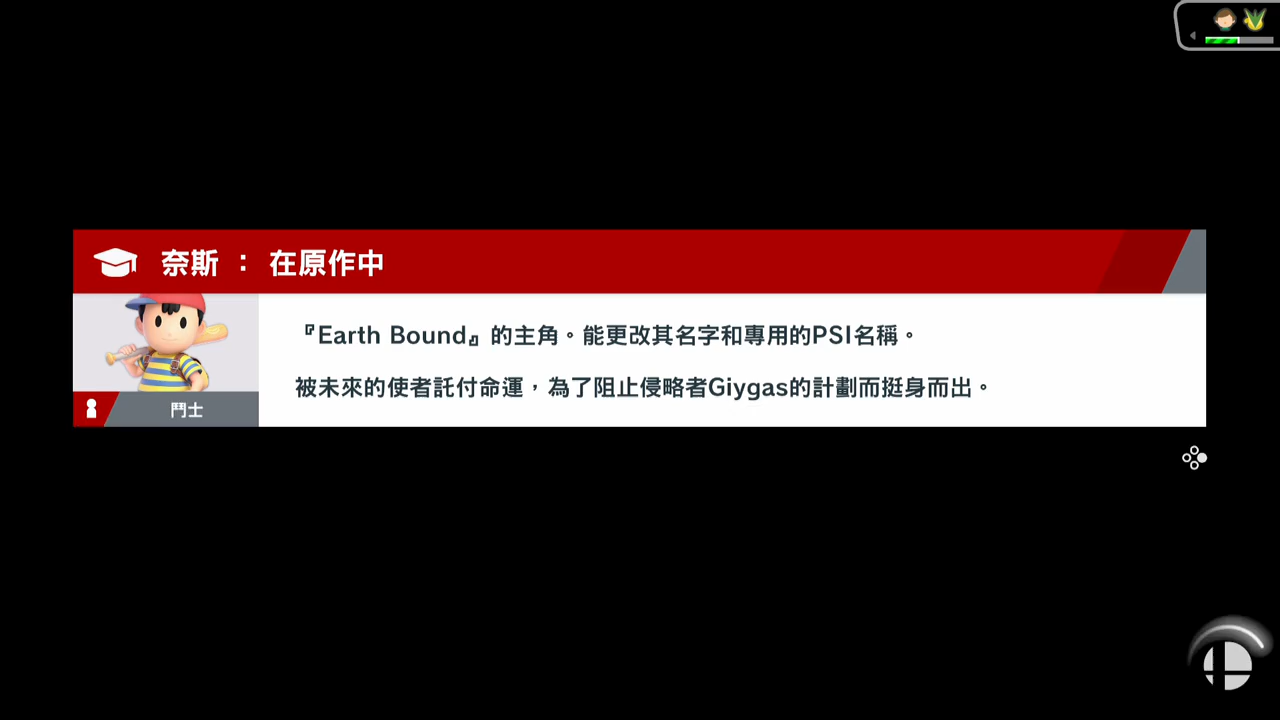 奈斯 : 在原作中
『Earth Bound』的主角。能更改其名字和專用的PSI名稱。
被未來的使者託付命運,為了阻止侵略者Giygas的計劃而挺身而出。
鬥士